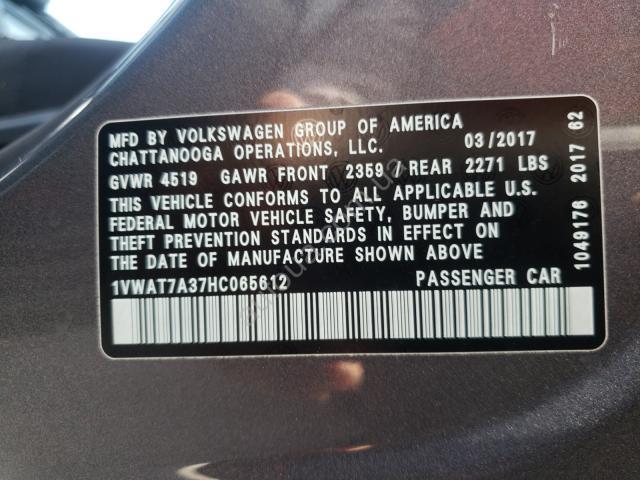 MFD BY VOLKSWAGEN GROUP OF AMERICA
CHATTANOOGA OPERATIONS, LLC. 03/2017
GVWR 4519 GAWR FRONT 2359 / REAR 2271 LBS
THIS VEHICLE CONFORMS TO ALL APPLICABLE U.S.
FEDERAL MOTOR VEHICLE SAFETY, BUMPER AND
THEFT PREVENTION STANDARDS IN EFFECT ON
THE DATE OF MANUFACTURE SHOWN ABOVE
1VWAT7A37HC065612 PASSENGER CAR
1049176 2017 62